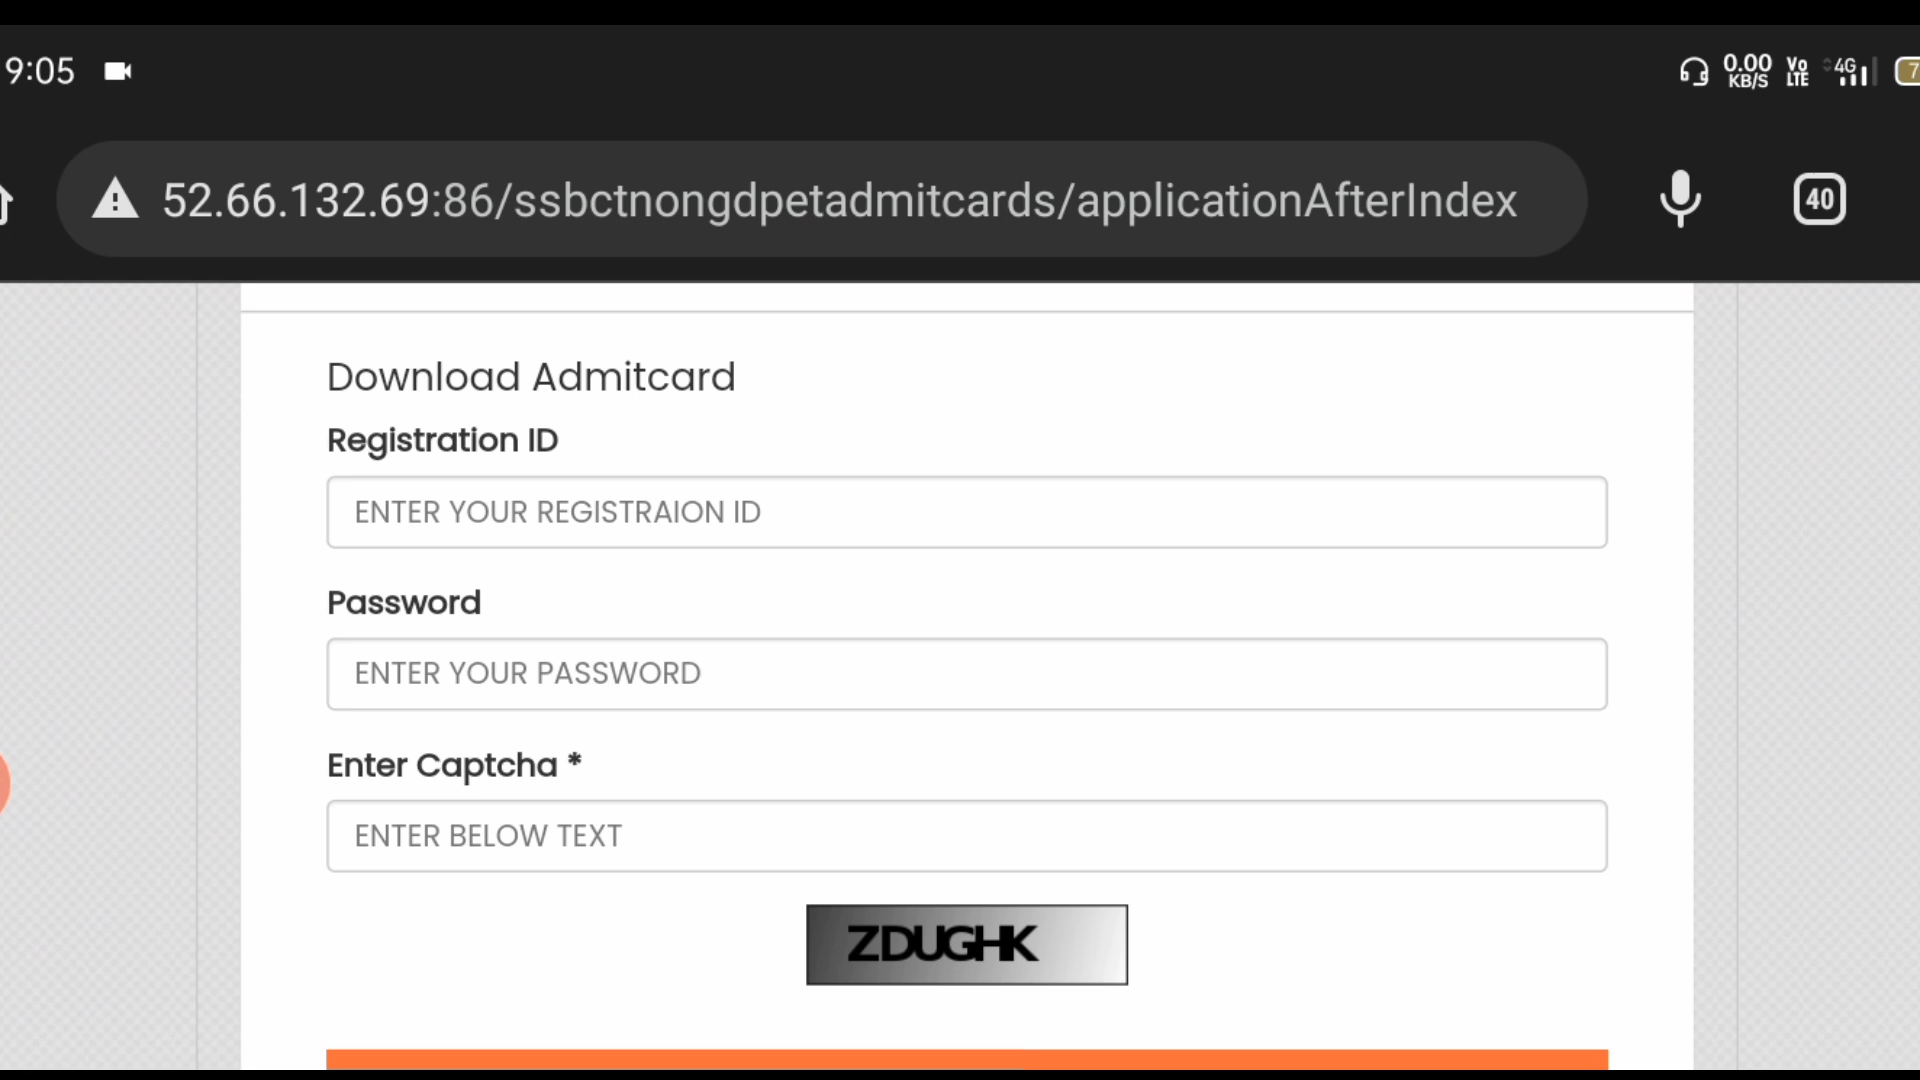 9:05
0.00 KB/S Vo LTE 4G 7
52.66.132.69:86/ssbctnongdpetadmitcards/applicationAfterIndex
40
Download Admitcard
Registration ID
ENTER YOUR REGISTRAION ID
Password
ENTER YOUR PASSWORD
Enter Captcha *
ENTER BELOW TEXT
ZDUGHK